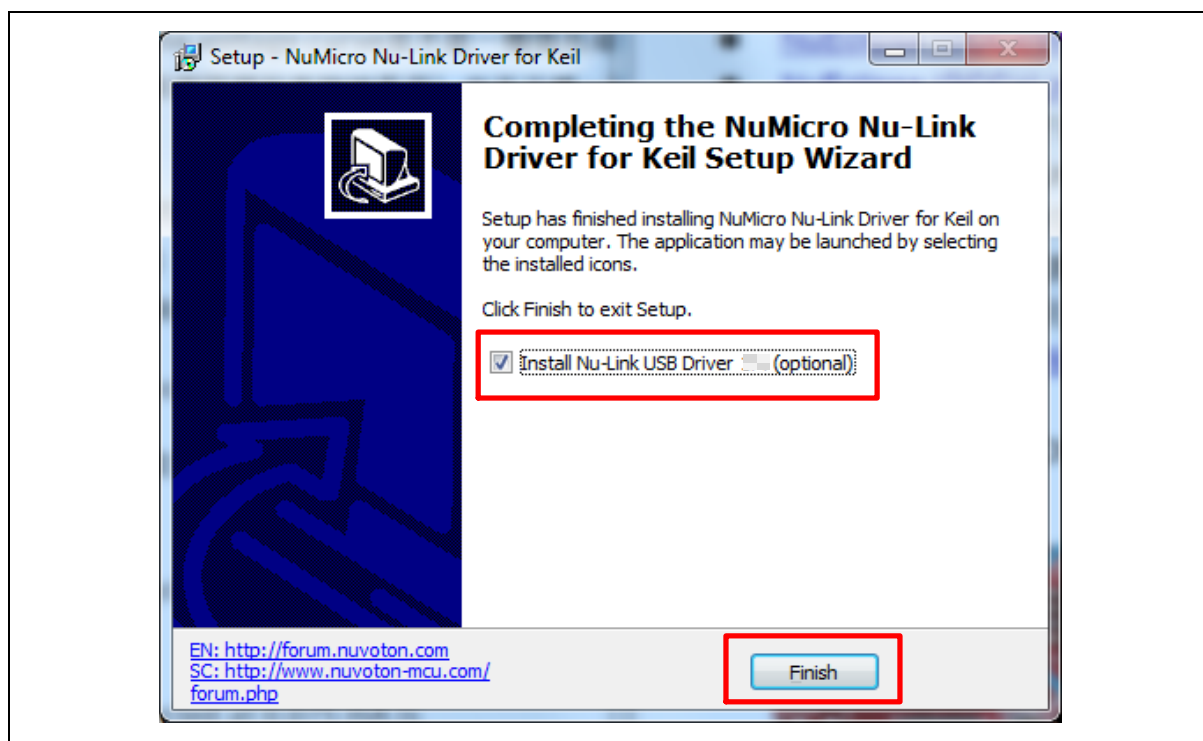 Setup - NuMicro Nu-Link Driver for Keil
Completing the NuMicro Nu-Link
Driver for Keil Setup Wizard
Setup has finished installing NuMicro Nu-Link Driver for Keil on
your computer. The application may be launched by selecting
the installed icons.
Click Finish to exit Setup.
Install Nu-Link USB Driver (optional)
EN: http://forum.nuvoton.com
SC: http://www.nuvoton-mcu.com/
forum.php
Finish